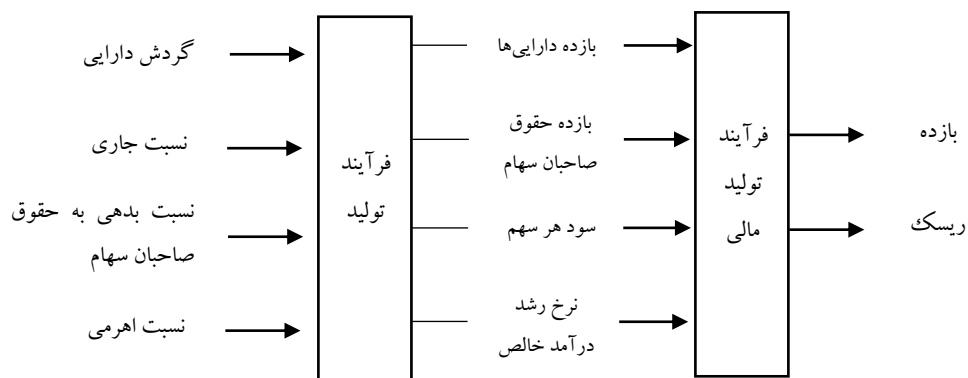 گردش دارایی
نسبت جاری
نسبت بدهی به حقوق
صاحبان سهام
نسبت اهرمی
فرآیند
تولید
بازده دارایی‌ها
بازده حقوق
صاحبان سهام
سود هر سهم
نرخ رشد
درآمد خالص
فرآیند
تولید
مالی
بازده
ریسک